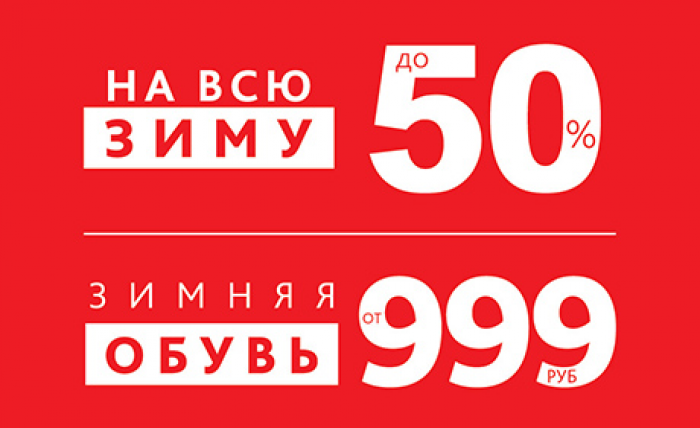 НА ВСЮ
ЗИМУ
ДО 50%
ЗИМНЯЯ
ОБУВЬ
ОТ 999 РУБ